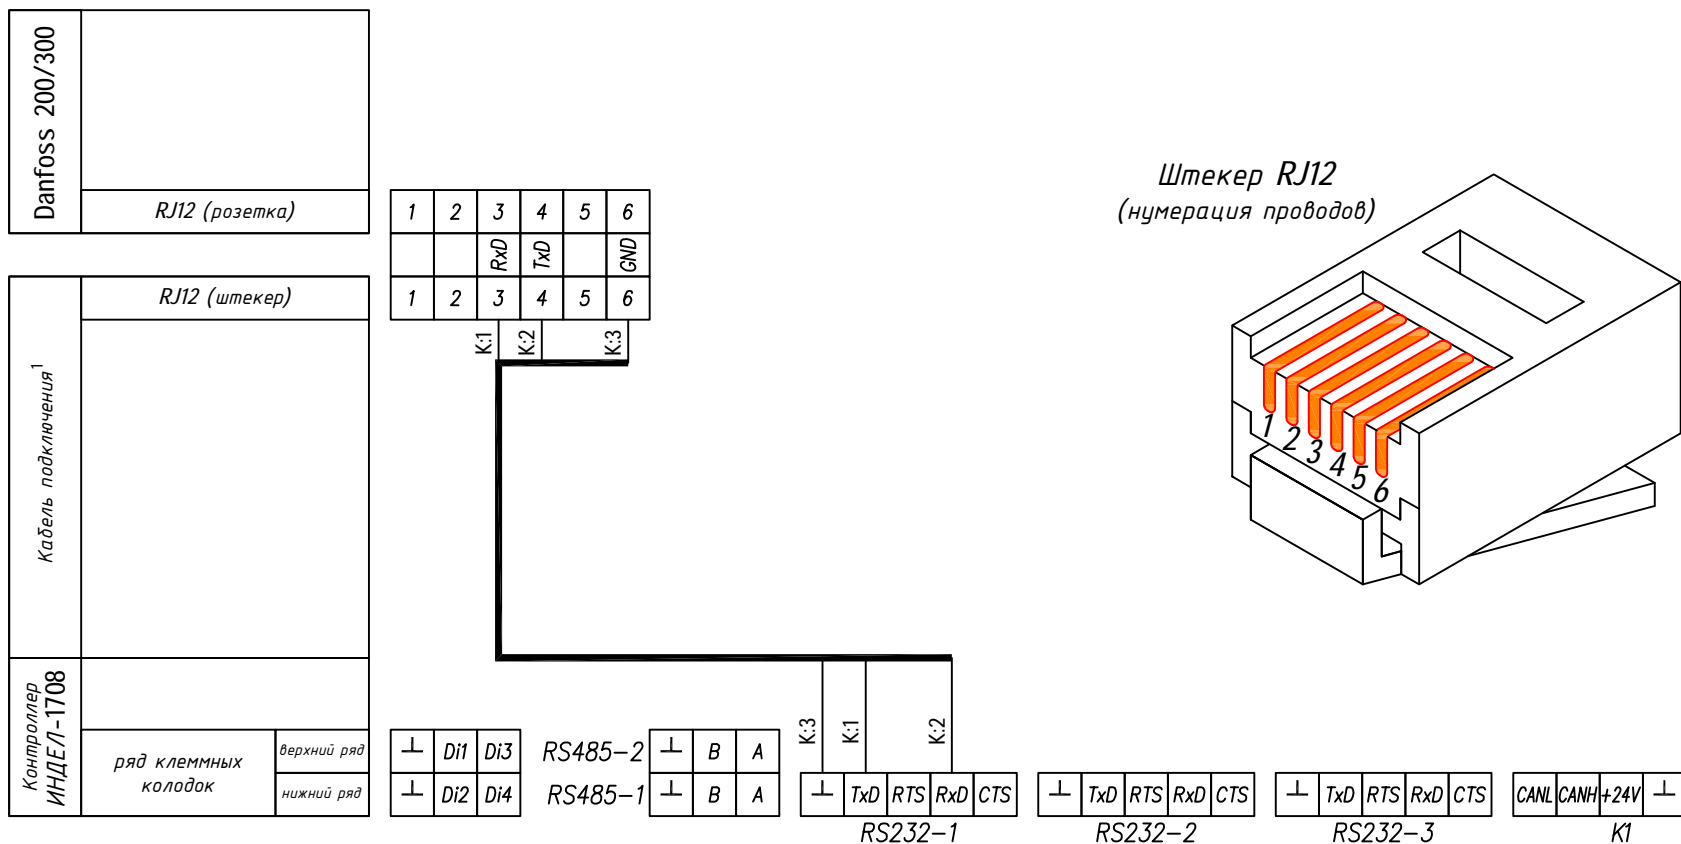 Danfoss 200/300
RJ12 (розетка)
1 2 3 4 5 6
RxD TxD GND
RJ12 (штекер)
1 2 3 4 5 6
К:1 К:2 К:3
Кабель подключения¹
Штекер RJ12
(нумерация проводов)
1 2 3 4 5 6
Контроллер
ИНДЕЛ-1708
ряд клеммных
колодок
верхний ряд
нижний ряд
К:3 К:1 К:2
⊥ Di1 Di3 RS485-2 ⊥ B A
⊥ Di2 Di4 RS485-1 ⊥ B A
⊥ TxD RTS RxD CTS
RS232-1
⊥ TxD RTS RxD CTS
RS232-2
⊥ TxD RTS RxD CTS
RS232-3
CANL CANH +24V ⊥
K1